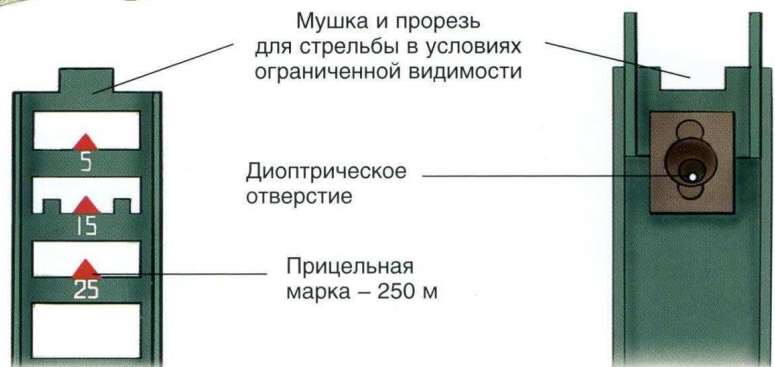 Мушка и прорезь
для стрельбы в условиях
ограниченной видимости
5
Диоптрическое
отверстие
15
Прицельная
25
марка – 250 м